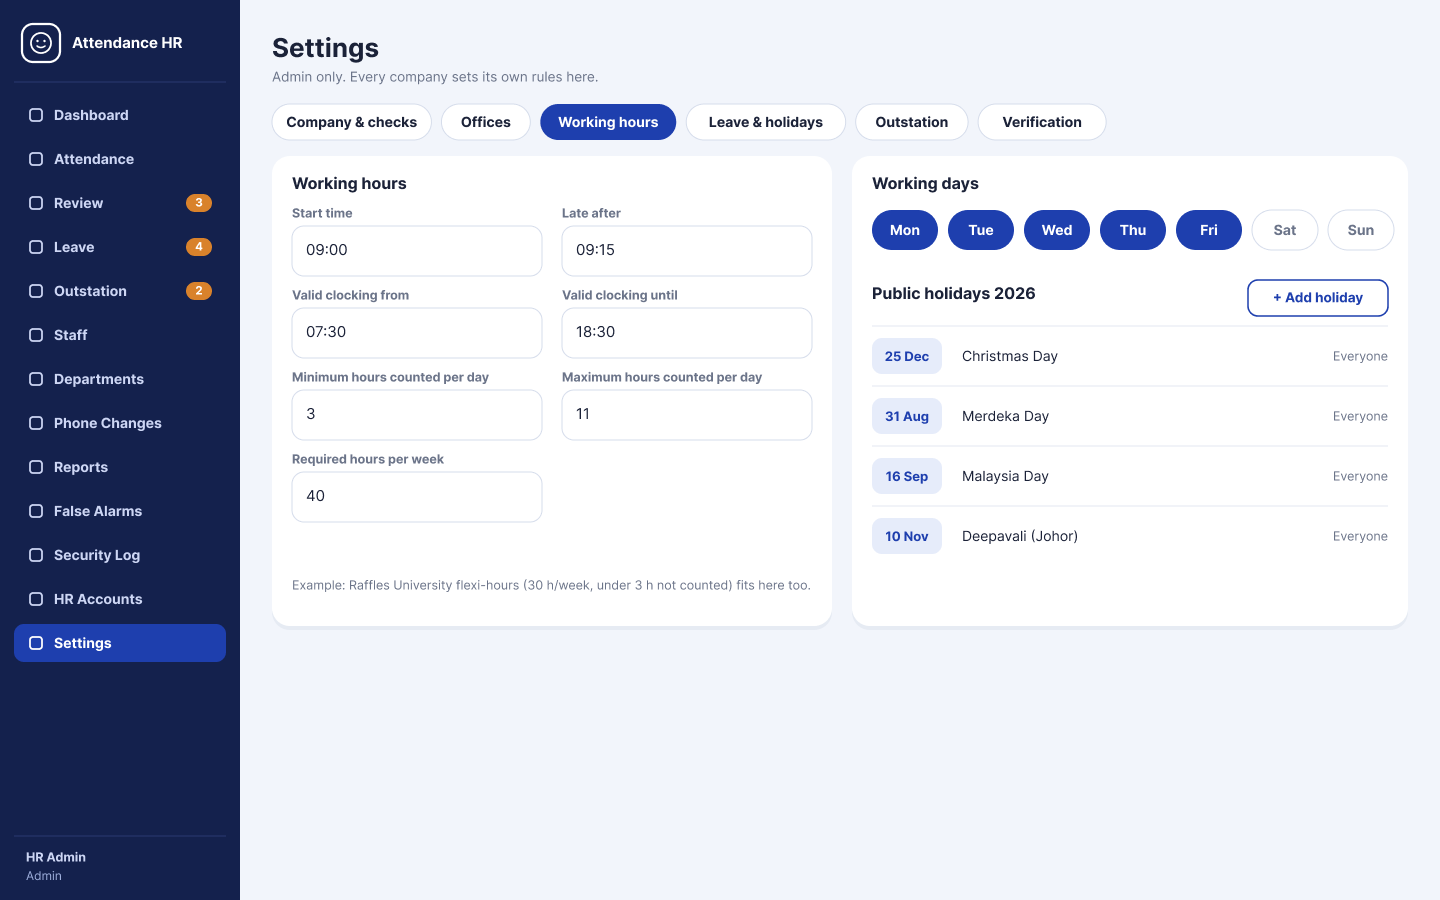 Attendance HR
Dashboard
Attendance
Review 3
Leave 4
Outstation 2
Staff
Departments
Phone Changes
Reports
False Alarms
Security Log
HR Accounts
Settings
HR Admin
Admin
Settings
Admin only. Every company sets its own rules here.
Company & checks Offices Working hours Leave & holidays Outstation Verification
Working hours
Start time Late after
09:00 09:15
Valid clocking from Valid clocking until
07:30 18:30
Minimum hours counted per day Maximum hours counted per day
3 11
Required hours per week
40
Example: Raffles University flexi-hours (30 h/week, under 3 h not counted) fits here too.
Working days
Mon Tue Wed Thu Fri Sat Sun
Public holidays 2026 + Add holiday
25 Dec Christmas Day Everyone
31 Aug Merdeka Day Everyone
16 Sep Malaysia Day Everyone
10 Nov Deepavali (Johor) Everyone